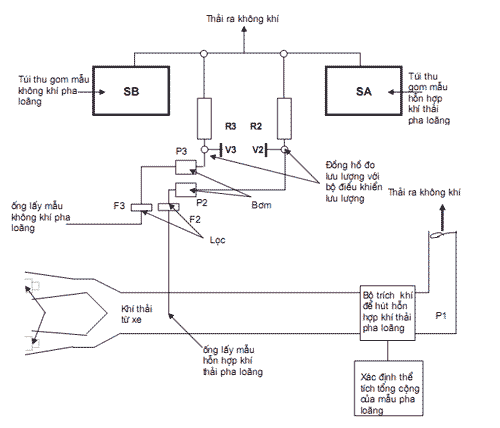 Thải ra không khí
Túi thu gom mẫu
không khí pha
loãng
SB
SA
Túi thu
gom mẫu
hỗn hợp
khí thải
pha loãng
R3
R2
V3
V2
P3
Đồng hồ đo
lưu lượng với
bộ điều khiển
lưu lượng
P2
Bơm
Thải ra không khí
ống lấy mẫu
không khí pha
loãng
F3
F2
Lọc
Khí thải
từ xe
Bộ trích khí
để hút hỗn
hợp khí thải
pha loãng
P1
ống lấy mẫu
hỗn hợp khí
thải pha loãng
Xác định thể
tích tổng cộng
của mẫu pha
loãng